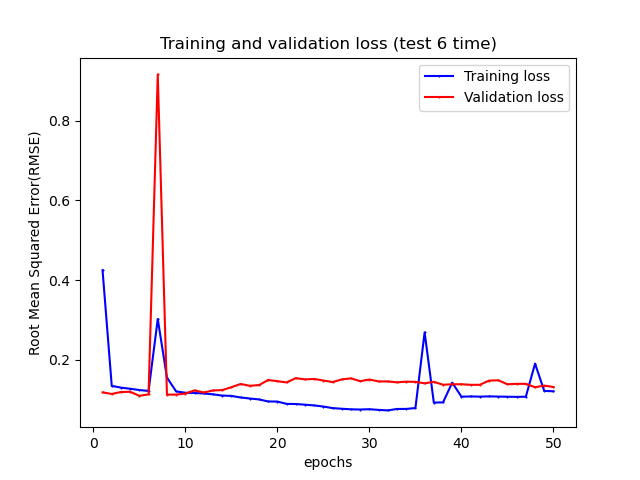 Training and validation loss (test 6 time)
Training loss
Validation loss
Root Mean Squared Error(RMSE)
0.8
0.6
0.4
0.2
0 10 20 30 40 50
epochs